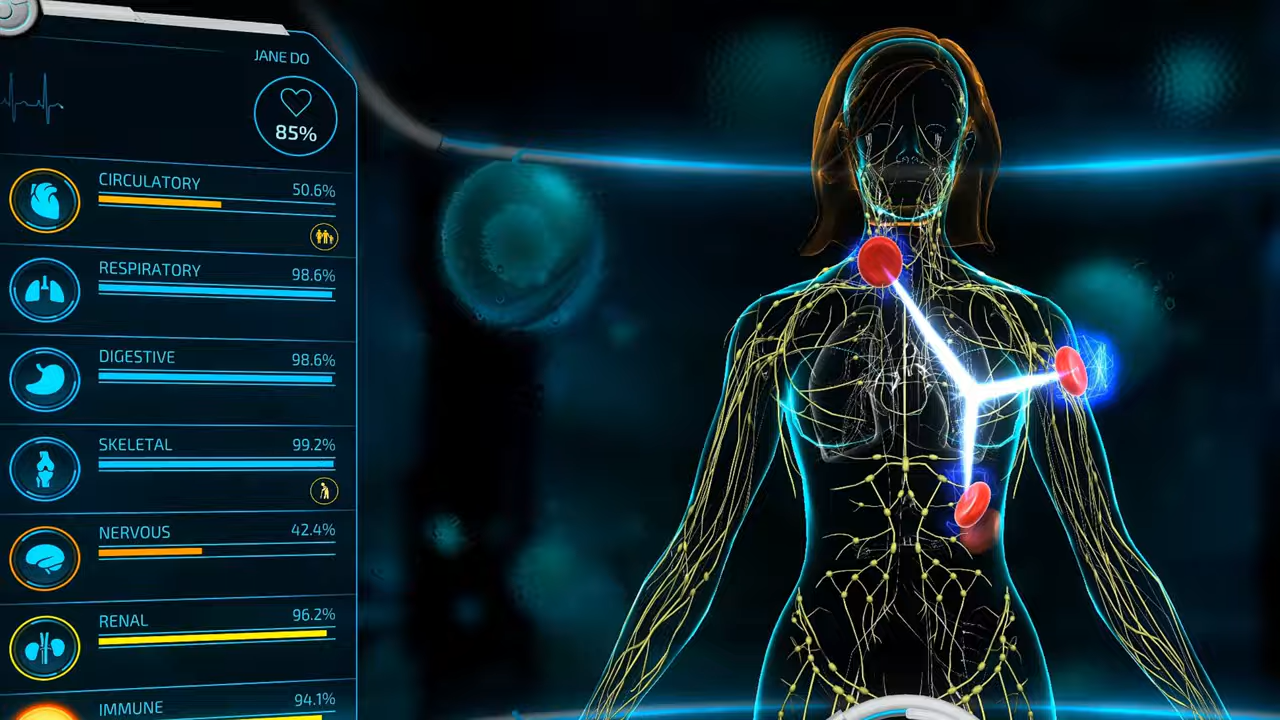 JANE DO
85%
CIRCULATORY 50.6%
RESPIRATORY 98.6%
DIGESTIVE 98.6%
SKELETAL 99.2%
NERVOUS 42.4%
RENAL 96.2%
IMMUNE 94.1%